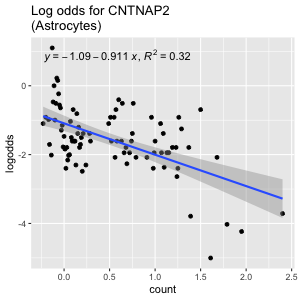 Log odds for CNTNAP2
(Astrocytes)
y = −1.09 − 0.911 x, R² = 0.32
0
−2
−4
logodds
0.0 0.5 1.0 1.5 2.0 2.5
count